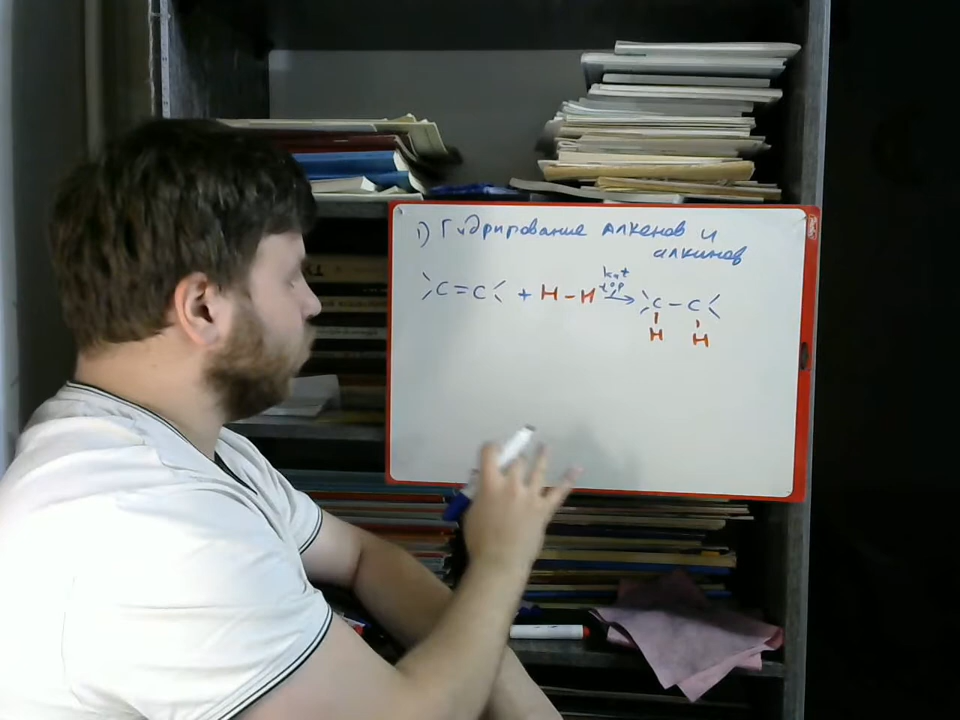 1) Гидрирование алкенов и
алкинов
C=C + H-H → C-C
kat
H H